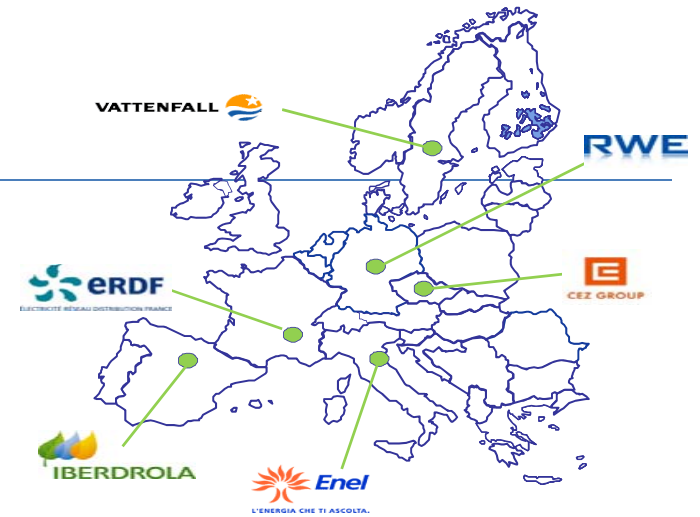 VATTENFALL
RWE
eRDF
ÉLECTRICITÉ RÉSEAU DISTRIBUTION FRANCE
CEZ GROUP
IBERDROLA
Enel
L'ENERGIA CHE TI ASCOLTA.